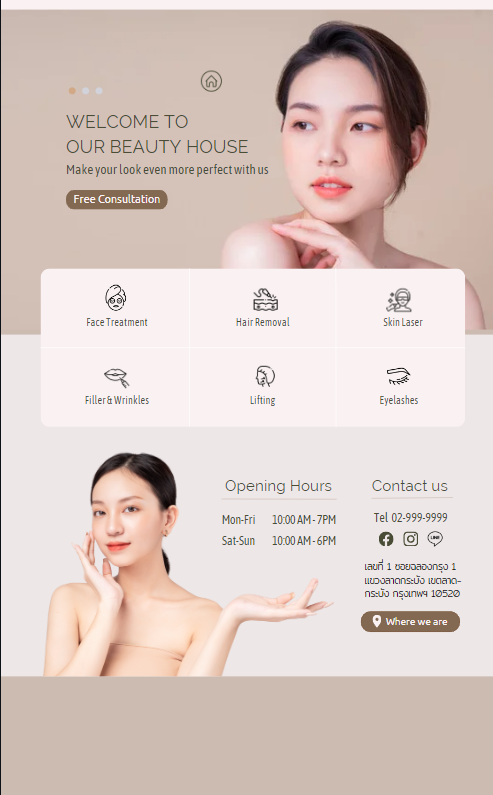 WELCOME TO
OUR BEAUTY HOUSE
Make your look even more perfect with us
Free Consultation
Face Treatment
Hair Removal
Skin Laser
Filler & Wrinkles
Lifting
Eyelashes
Opening Hours
Mon-Fri 10:00 AM - 7PM
Sat-Sun 10:00 AM - 6PM
Contact us
Tel 02-999-9999
LINE
เลขที่ 1 ซอยฉลองกรุง 1
แขวงลาดกระบัง เขตลาด-
กระบัง กรุงเทพฯ 10520
Where we are